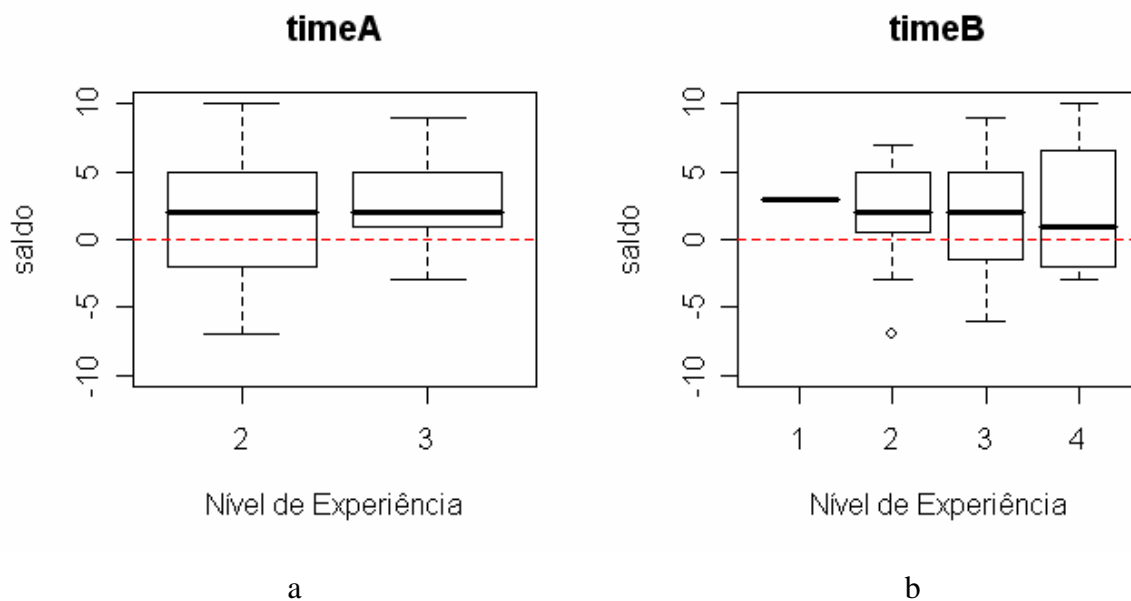 timeA
10
5
0
-5
-10
saldo
2 3
Nível de Experiência
a
timeB
10
5
0
-5
-10
saldo
1 2 3 4
Nível de Experiência
b